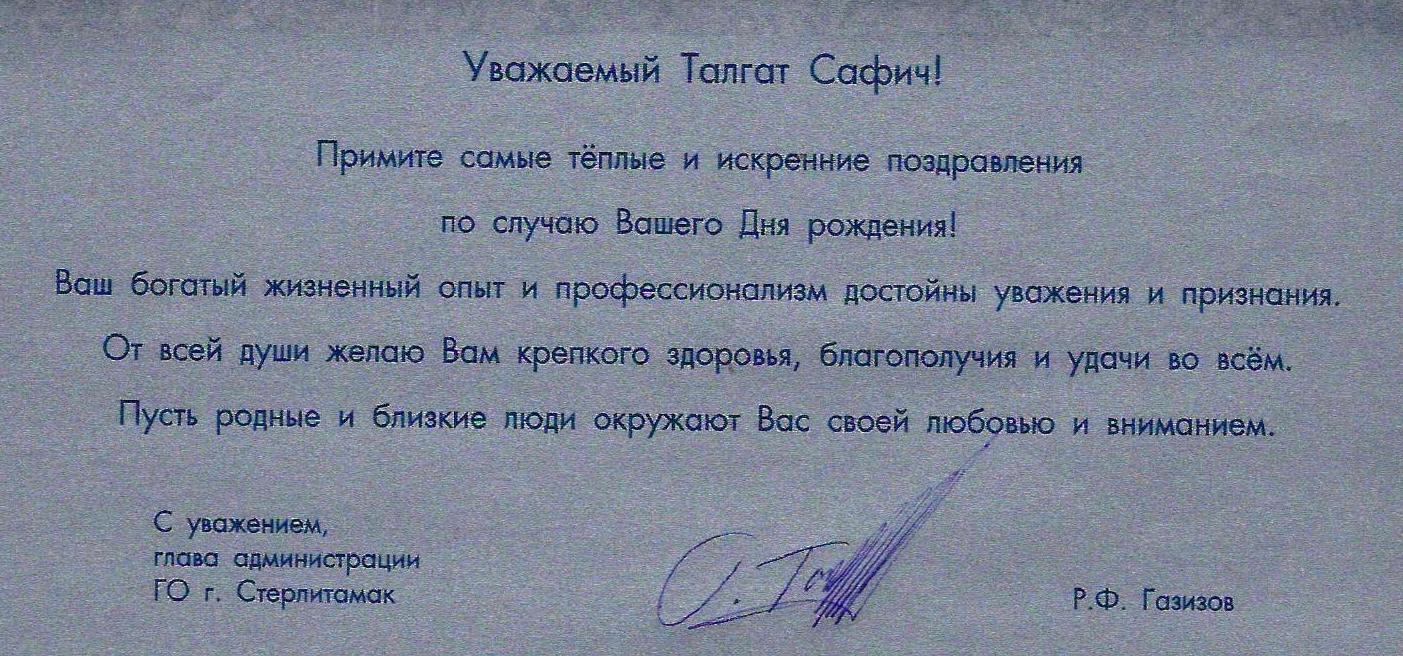 Уважаемый Талгат Сафич!
Примите самые тёплые и искренние поздравления
по случаю Вашего Дня рождения!
Ваш богатый жизненный опыт и профессионализм достойны уважения и признания.
От всей души желаю Вам крепкого здоровья, благополучия и удачи во всём.
Пусть родные и близкие люди окружают Вас своей любовью и вниманием.
С уважением,
глава администрации
ГО г. Стерлитамак
Р.Ф. Газизов